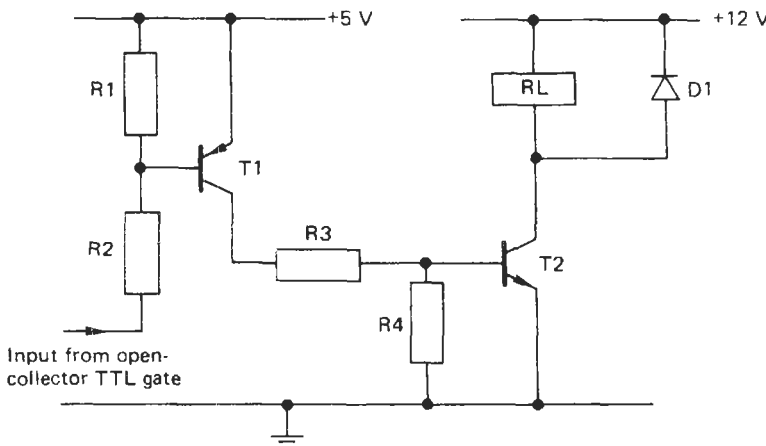 +5 V
+12 V
R1
RL
D1
T1
R2
R3
T2
R4
Input from open-
collector TTL gate